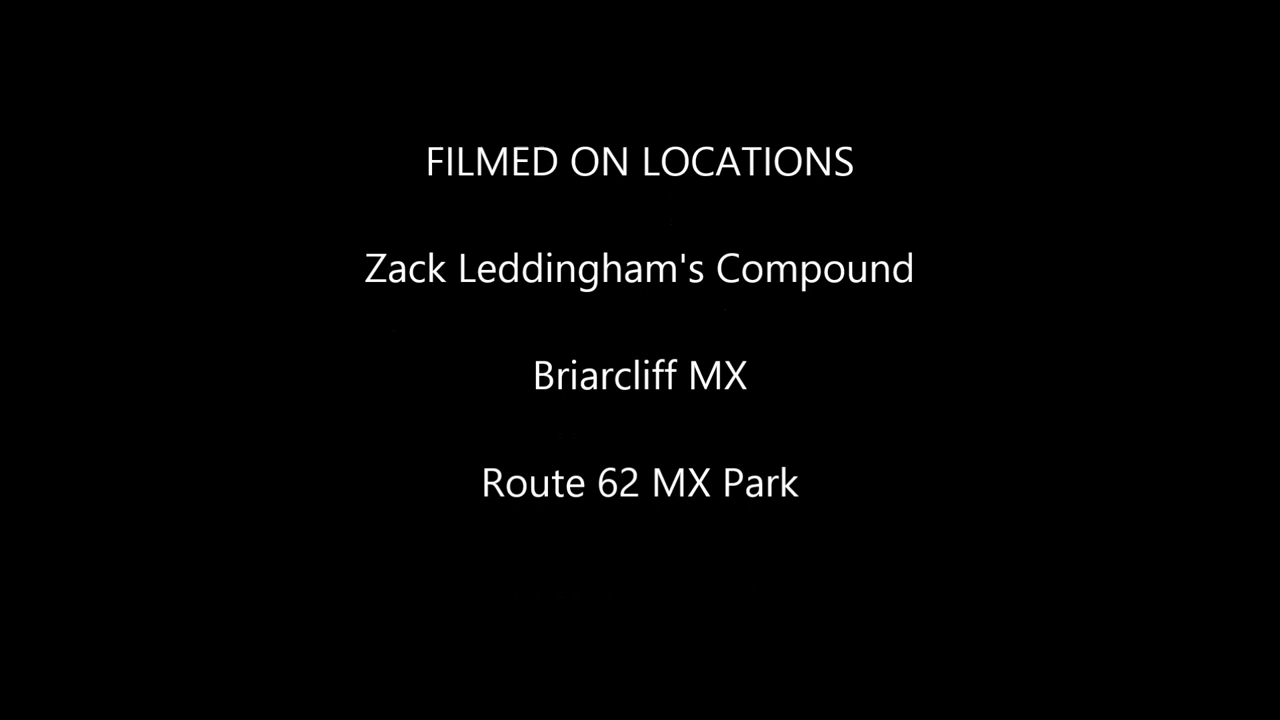 FILMED ON LOCATIONS
Zack Leddingham's Compound
Briarcliff MX
Route 62 MX Park